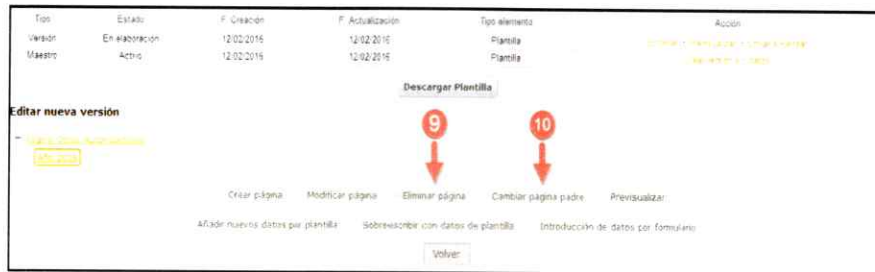 Tipo Estado F. Creación F. Actualización Tipo elemento Acción
Versión En elaboración 12/02/2016 12/02/2016 Plantilla
Maestro Activo 12/02/2016 12/02/2016 Plantilla
Descargar Plantilla
Editar nueva versión
9 10
Año 2016
Crear página Modificar página Eliminar página Cambiar página padre Previsualizar
Añadir nuevos datos por plantilla Sobreescribir con datos de plantilla Introducción de datos por formulario
Volver